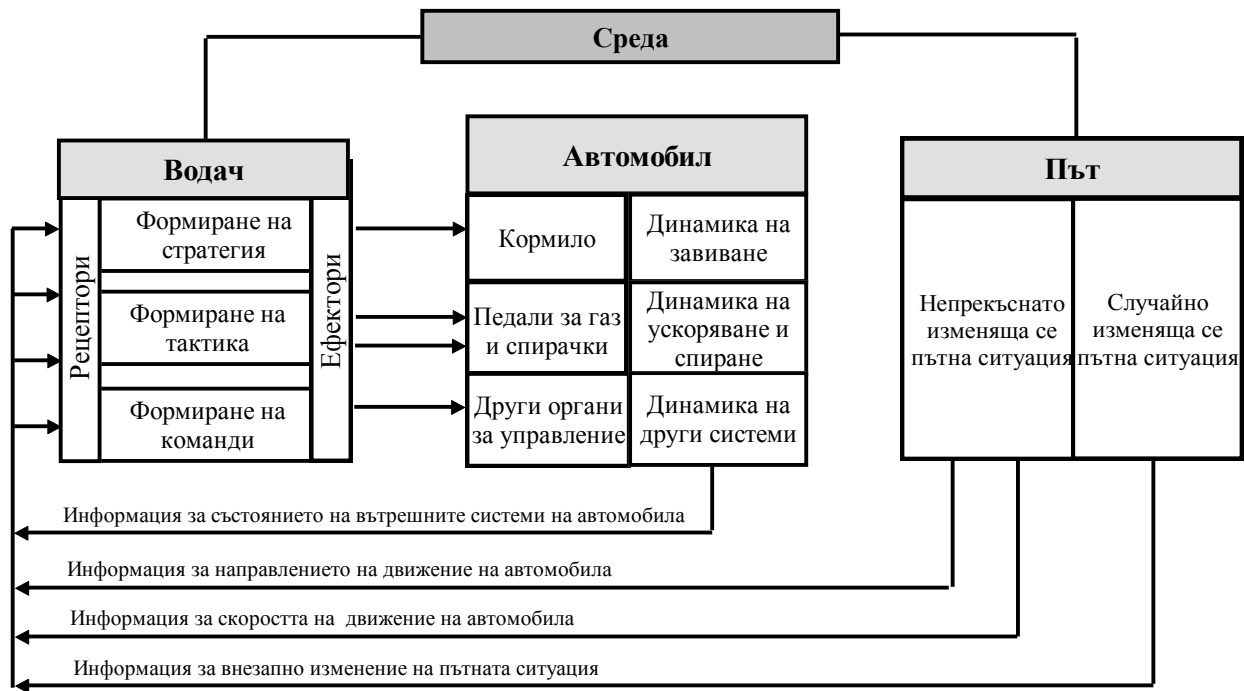 Среда
Водач
Рецептори
Формиране на
стратегия
Формиране на
тактика
Формиране на
команди
Ефектори
Автомобил
Кормило
Динамика на
завиване
Педали за газ
и спирачки
Динамика на
ускоряване и
спиране
Други органи
за управление
Динамика на
други системи
Път
Непрекъснато
изменяща се
пътна ситуация
Случайно
изменяща се
пътна ситуация
Информация за състоянието на вътрешните системи на автомобила
Информация за направлението на движение на автомобила
Информация за скоростта на движение на автомобила
Информация за внезапно изменение на пътната ситуация